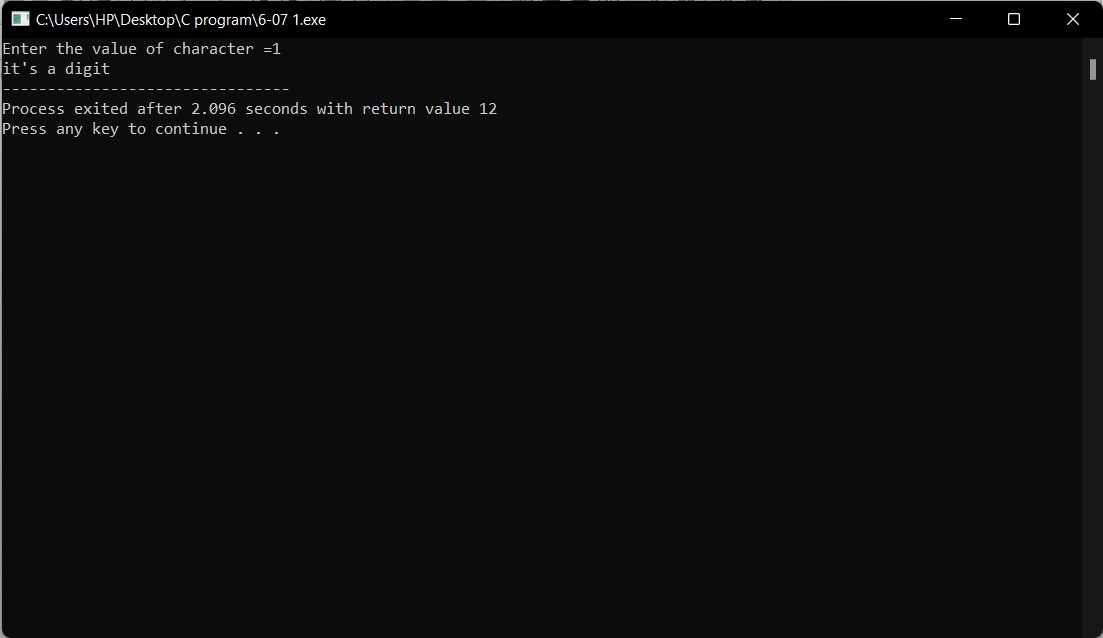 C:\Users\HP\Desktop\C program\6-07 1.exe
Enter the value of character =1
it's a digit
--------------------------------
Process exited after 2.096 seconds with return value 12
Press any key to continue . . .